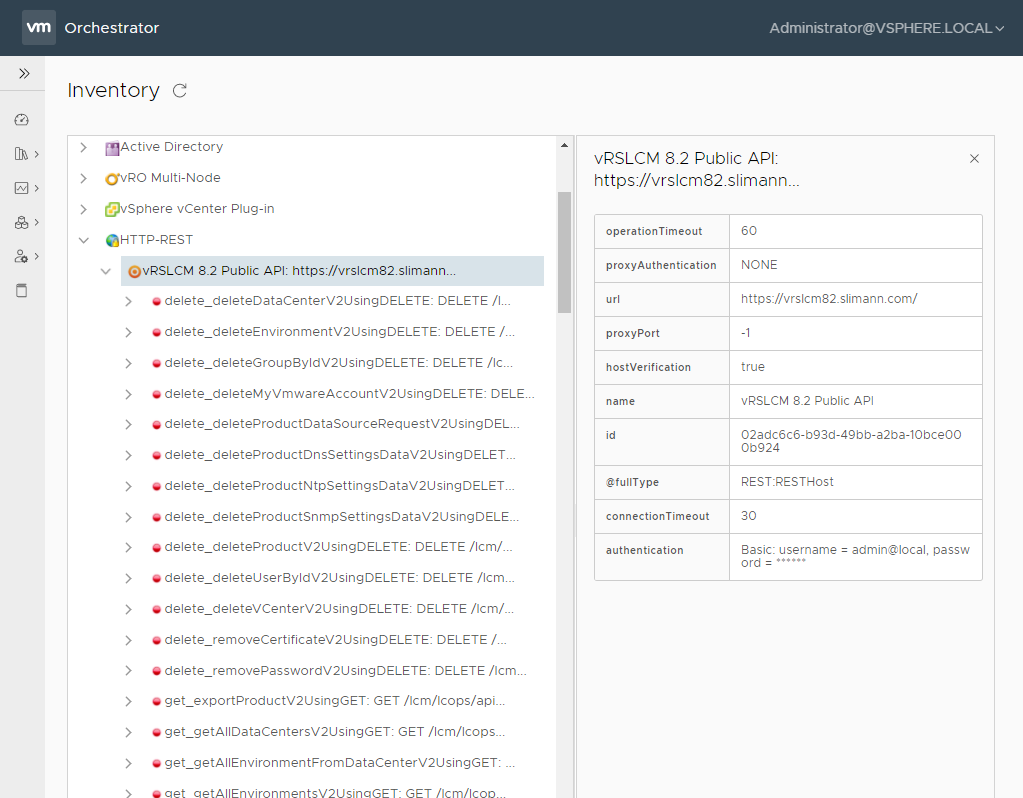 vm Orchestrator
Administrator@VSPHERE.LOCAL
Inventory
Active Directory
vRO Multi-Node
vSphere vCenter Plug-in
HTTP-REST
vRSLCM 8.2 Public API: https://vrslcm82.slimann...
delete_deleteDataCenterV2UsingDELETE: DELETE /l...
delete_deleteEnvironmentV2UsingDELETE: DELETE /...
delete_deleteGroupByIdV2UsingDELETE: DELETE /lc...
delete_deleteMyVmwareAccountV2UsingDELETE: DELE...
delete_deleteProductDataSourceRequestV2UsingDEL...
delete_deleteProductDnsSettingsDataV2UsingDELET...
delete_deleteProductNtpSettingsDataV2UsingDELET...
delete_deleteProductSnmpSettingsDataV2UsingDELE...
delete_deleteProductV2UsingDELETE: DELETE /lcm/...
delete_deleteUserByIdV2UsingDELETE: DELETE /lcm...
delete_deleteVCenterV2UsingDELETE: DELETE /lcm/...
delete_removeCertificateV2UsingDELETE: DELETE /...
delete_removePasswordV2UsingDELETE: DELETE /lcm...
get_exportProductV2UsingGET: GET /lcm/lcops/api...
get_getAllDataCentersV2UsingGET: GET /lcm/lcops...
get_getAllEnvironmentFromDataCenterV2UsingGET: ...
get_getAllEnvironmentsV2UsingGET: GET /lcm/lcop...
vRSLCM 8.2 Public API:
https://vrslcm82.slimann...
operationTimeout 60
proxyAuthentication NONE
url https://vrslcm82.slimann.com/
proxyPort -1
hostVerification true
name vRSLCM 8.2 Public API
id 02adc6c6-b93d-49bb-a2ba-10bce00
0b924
@fullType REST:RESTHost
connectionTimeout 30
authentication Basic: username = admin@local, passw
ord = ******